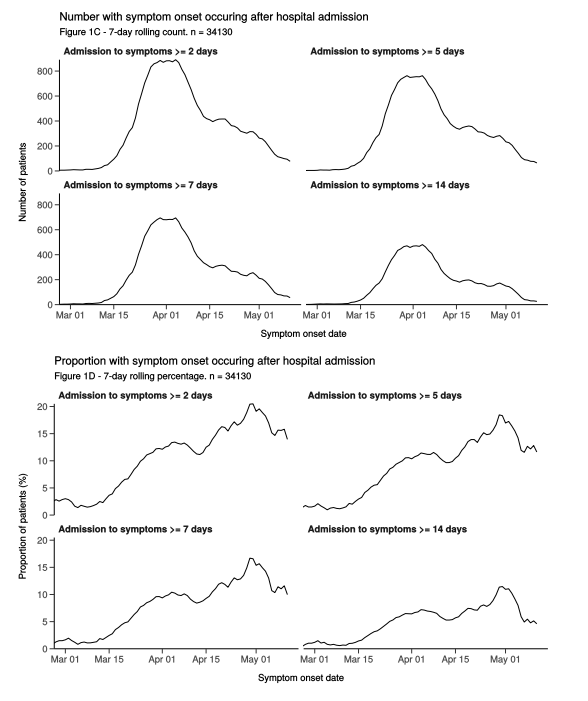 Number with symptom onset occuring after hospital admission
Figure 1C - 7-day rolling count. n = 34130
Admission to symptoms >= 2 days
Admission to symptoms >= 5 days
800
600
400
200
0
Admission to symptoms >= 7 days
Admission to symptoms >= 14 days
800
600
400
200
0
Number of patients
Mar 01 Mar 15 Apr 01 Apr 15 May 01
Mar 01 Mar 15 Apr 01 Apr 15 May 01
Symptom onset date
Proportion with symptom onset occuring after hospital admission
Figure 1D - 7-day rolling percentage. n = 34130
Admission to symptoms >= 2 days
Admission to symptoms >= 5 days
20
15
10
5
0
Admission to symptoms >= 7 days
Admission to symptoms >= 14 days
20
15
10
5
0
Proportion of patients (%)
Mar 01 Mar 15 Apr 01 Apr 15 May 01
Mar 01 Mar 15 Apr 01 Apr 15 May 01
Symptom onset date